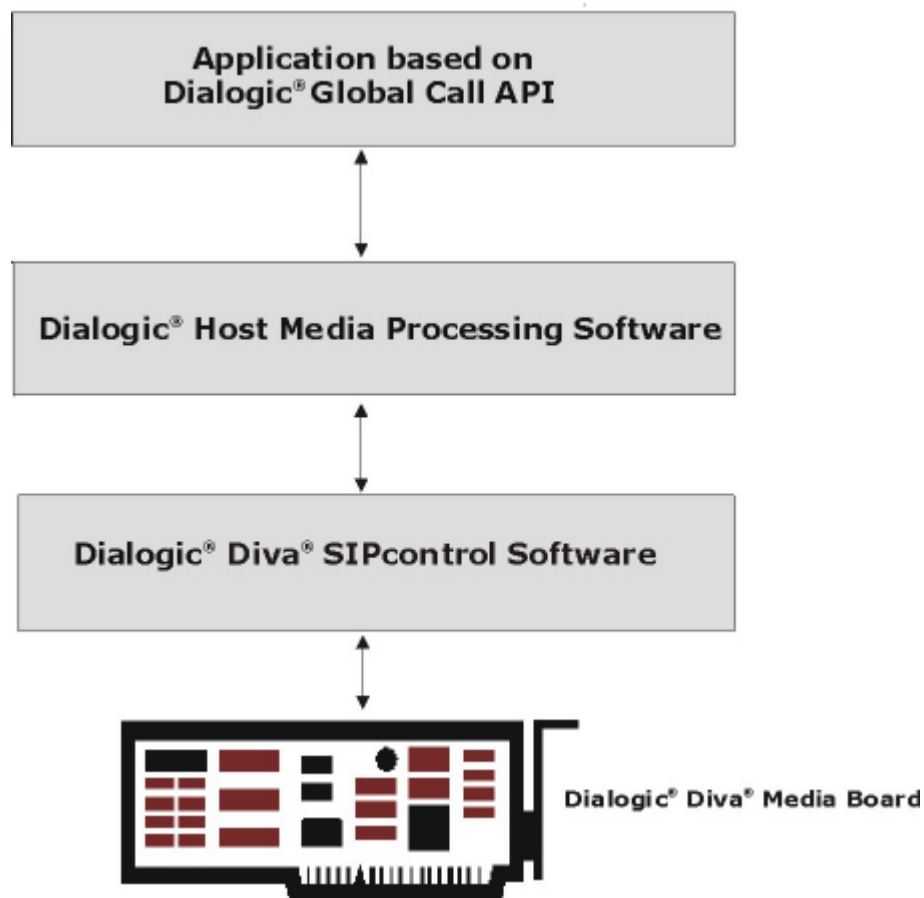 Application based on
Dialogic® Global Call API
Dialogic® Host Media Processing Software
Dialogic® Diva® SIPcontrol Software
Dialogic® Diva® Media Board